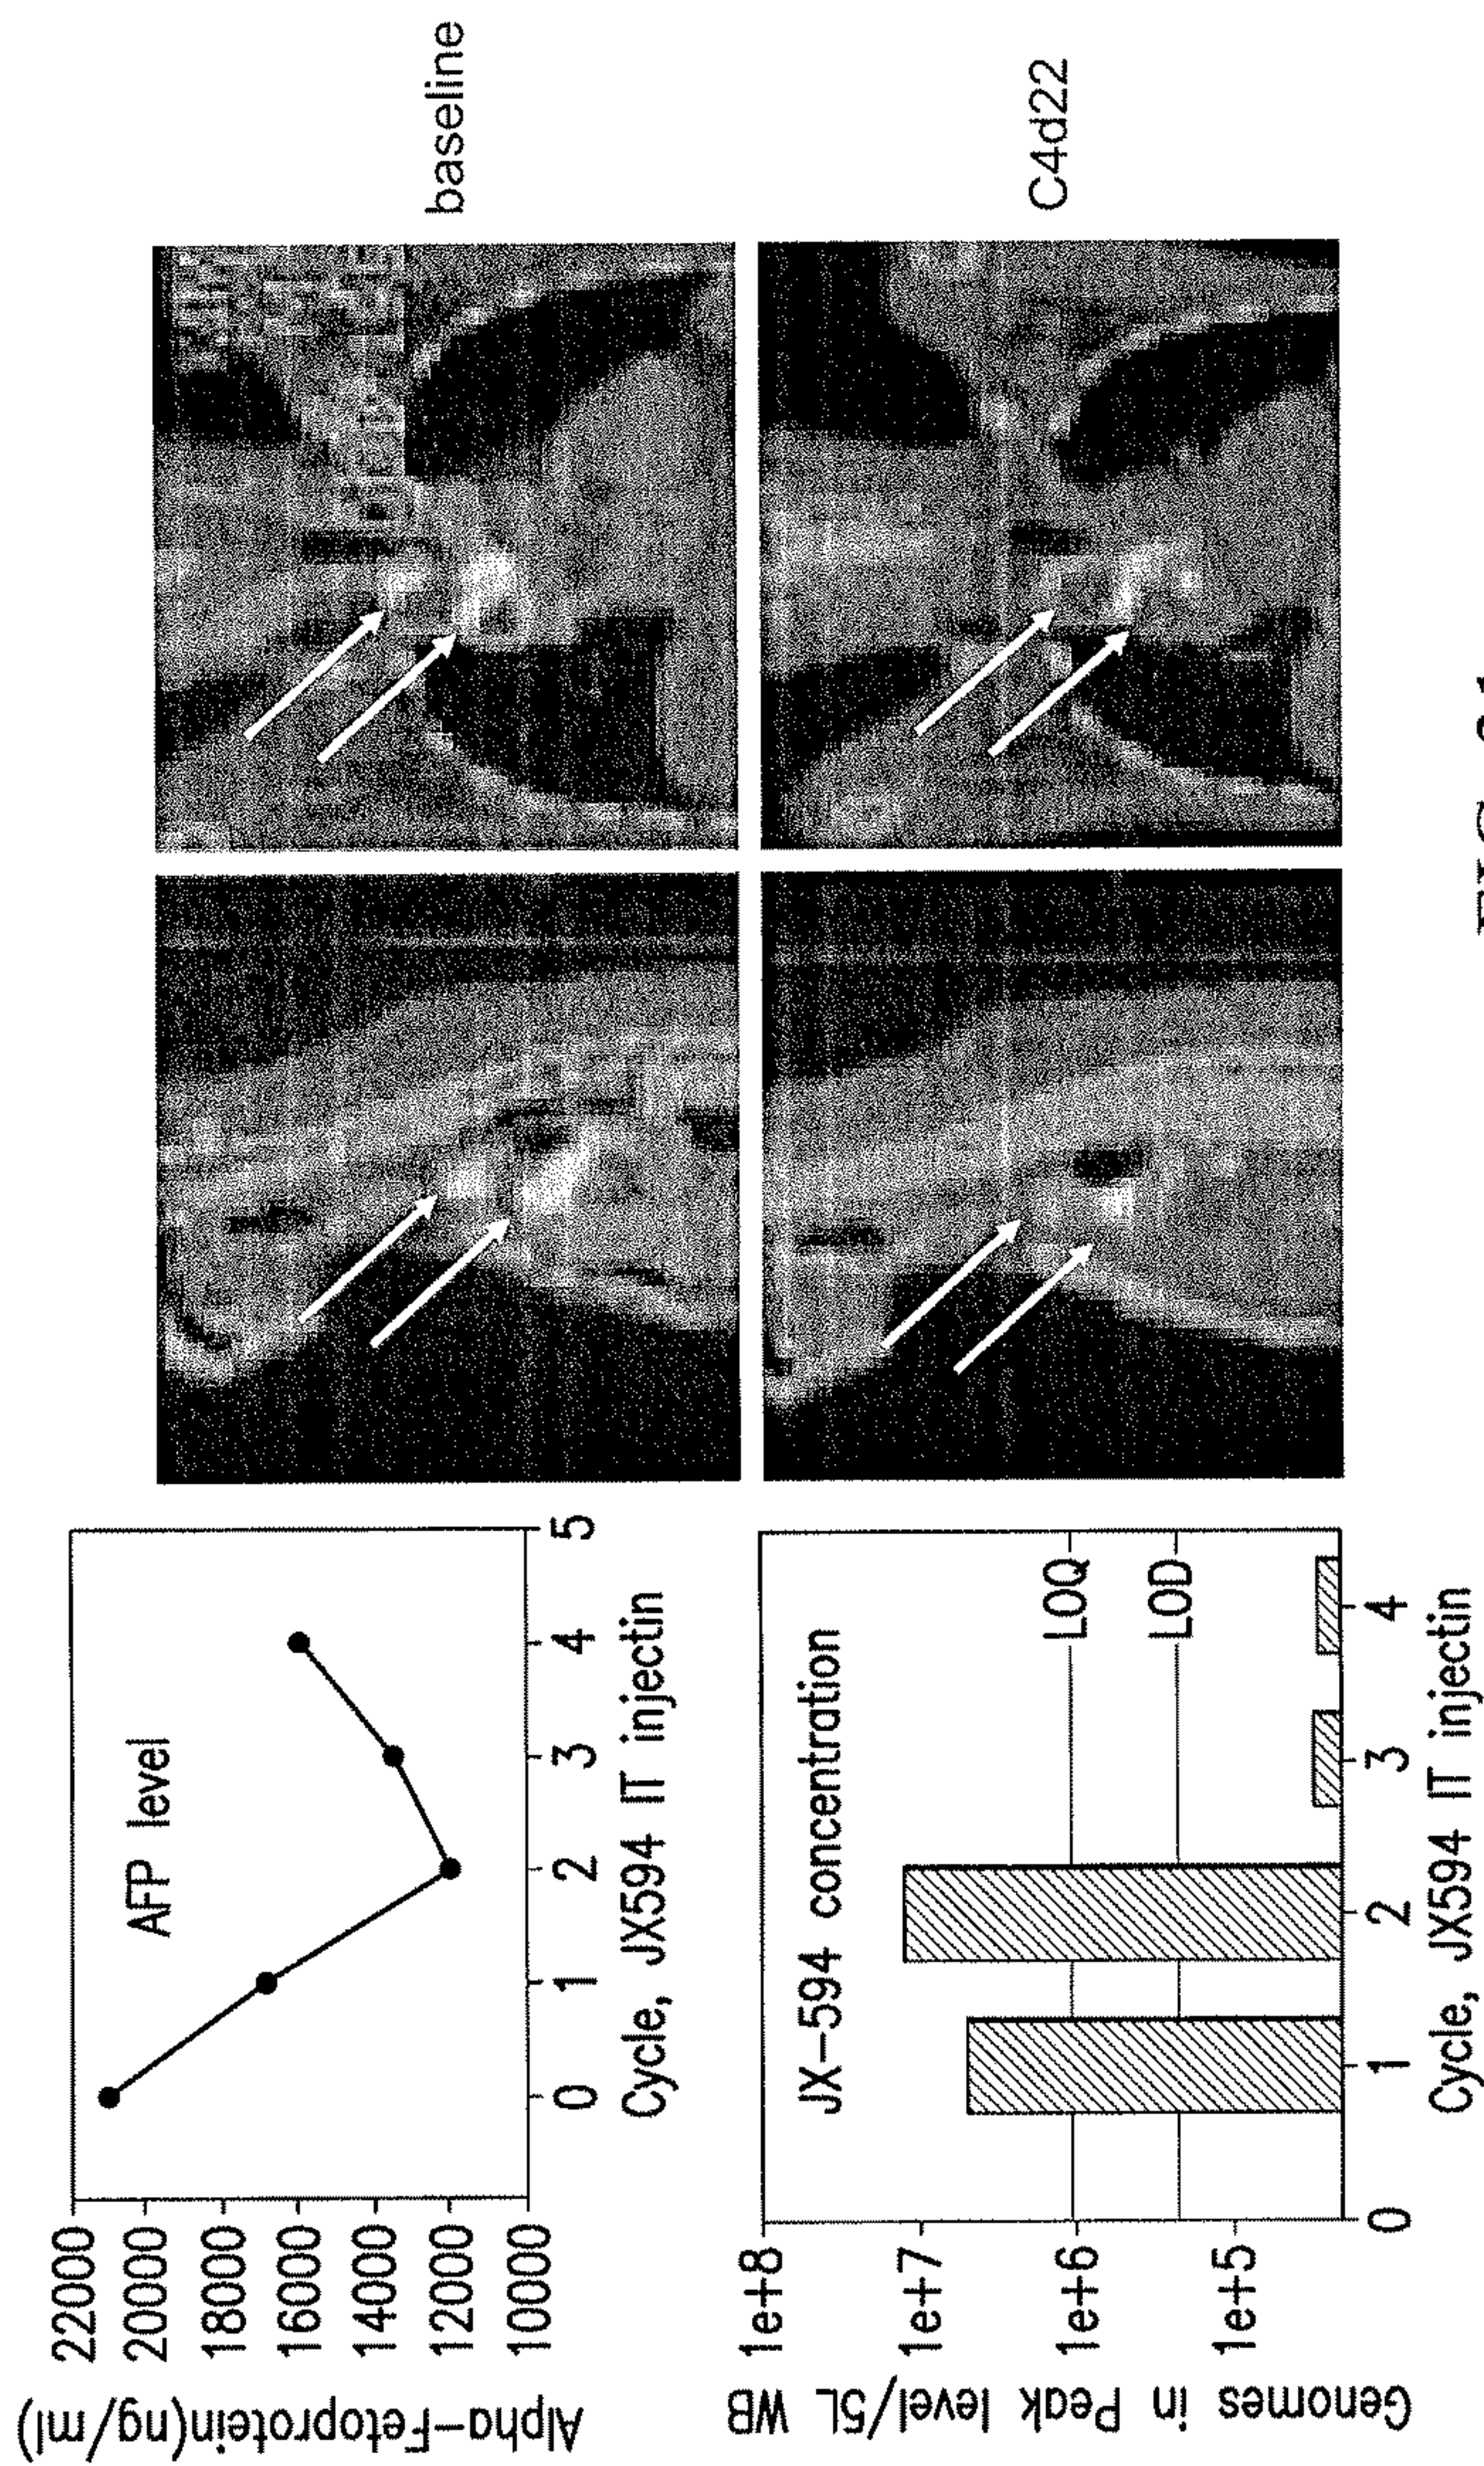 Alpha-Fetoprotein(ng/ml)
22000
20000
18000
16000
14000
12000
10000
AFP level
0 1 2 3 4 5
Cycle, JX594 IT injectin
baseline
Genomes in Peak level/5L WB
1e+8
1e+7
1e+6
1e+5
JX-594 concentration
LOQ
LOD
0 1 2 3 4
Cycle, JX594 IT injectin
C4d22